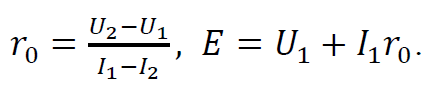 r₀ = (U₂−U₁)/(I₁−I₂), E = U₁ + I₁r₀.